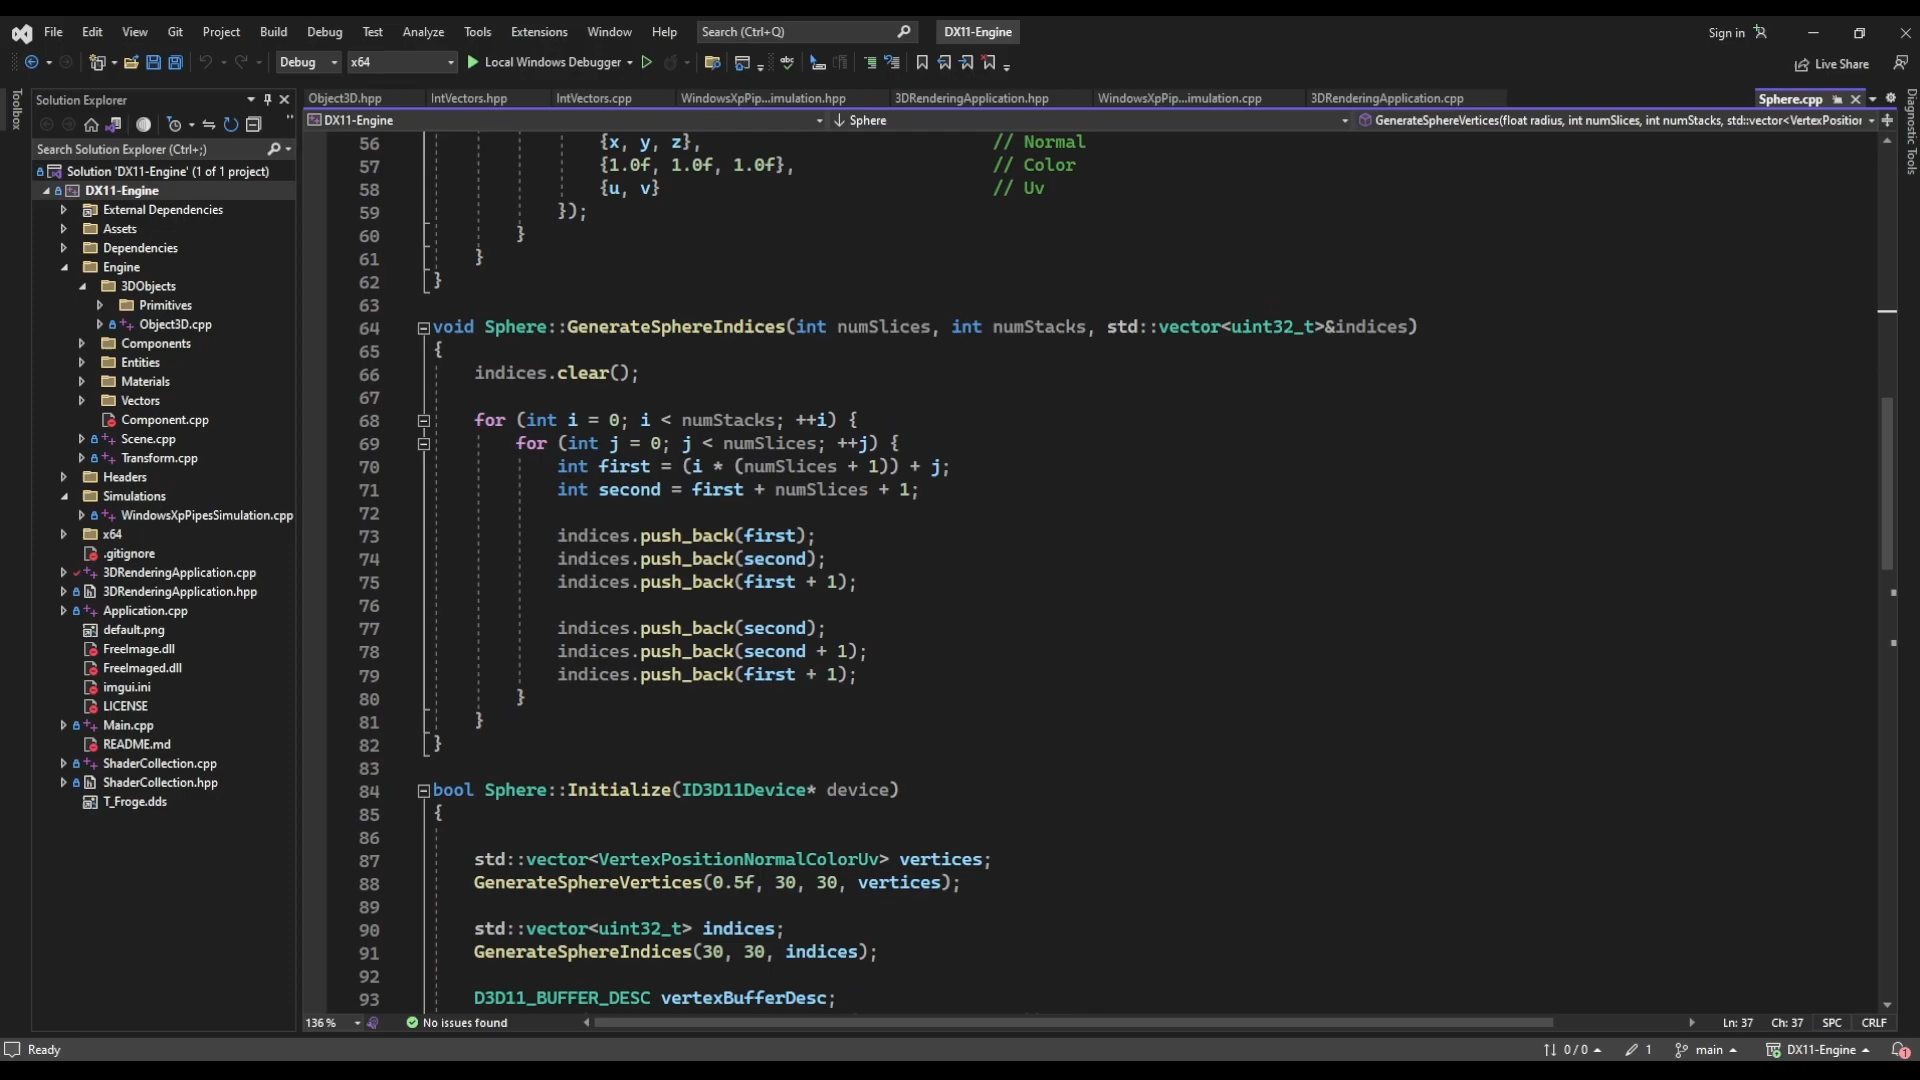 File Edit View Git Project Build Debug Test Analyze Tools Extensions Window Help Search (Ctrl+Q) DX11-Engine Sign in
Debug x64 Local Windows Debugger Live Share
Toolbox
Solution Explorer
Search Solution Explorer (Ctrl+;)
Solution 'DX11-Engine' (1 of 1 project)
DX11-Engine
External Dependencies
Assets
Dependencies
Engine
3DObjects
Primitives
Object3D.cpp
Components
Entities
Materials
Vectors
Component.cpp
Scene.cpp
Transform.cpp
Headers
Simulations
WindowsXpPipesSimulation.cpp
x64
.gitignore
3DRenderingApplication.cpp
3DRenderingApplication.hpp
Application.cpp
default.png
FreeImage.dll
FreeImaged.dll
imgui.ini
LICENSE
Main.cpp
README.md
ShaderCollection.cpp
ShaderCollection.hpp
T_Froge.dds
Object3D.hpp IntVectors.hpp IntVectors.cpp WindowsXpPip...imulation.hpp 3DRenderingApplication.hpp WindowsXpPip...imulation.cpp 3DRenderingApplication.cpp Sphere.cpp
DX11-Engine Sphere GenerateSphereVertices(float radius, int numSlices, int numStacks, std::vector<VertexPosition
56 {x, y, z}, // Normal
57 {1.0f, 1.0f, 1.0f}, // Color
58 {u, v} // Uv
59 });
60 }
61 }
62 }
63
64 void Sphere::GenerateSphereIndices(int numSlices, int numStacks, std::vector<uint32_t>&indices)
65 {
66 indices.clear();
67
68 for (int i = 0; i < numStacks; ++i) {
69 for (int j = 0; j < numSlices; ++j) {
70 int first = (i * (numSlices + 1)) + j;
71 int second = first + numSlices + 1;
72
73 indices.push_back(first);
74 indices.push_back(second);
75 indices.push_back(first + 1);
76
77 indices.push_back(second);
78 indices.push_back(second + 1);
79 indices.push_back(first + 1);
80 }
81 }
82 }
83
84 bool Sphere::Initialize(ID3D11Device* device)
85 {
86
87 std::vector<VertexPositionNormalColorUv> vertices;
88 GenerateSphereVertices(0.5f, 30, 30, vertices);
89
90 std::vector<uint32_t> indices;
91 GenerateSphereIndices(30, 30, indices);
92
93 D3D11_BUFFER_DESC vertexBufferDesc;
Diagnostic Tools
136 % No issues found Ln: 37 Ch: 37 SPC CRLF
Ready 0 / 0 1 main DX11-Engine 1